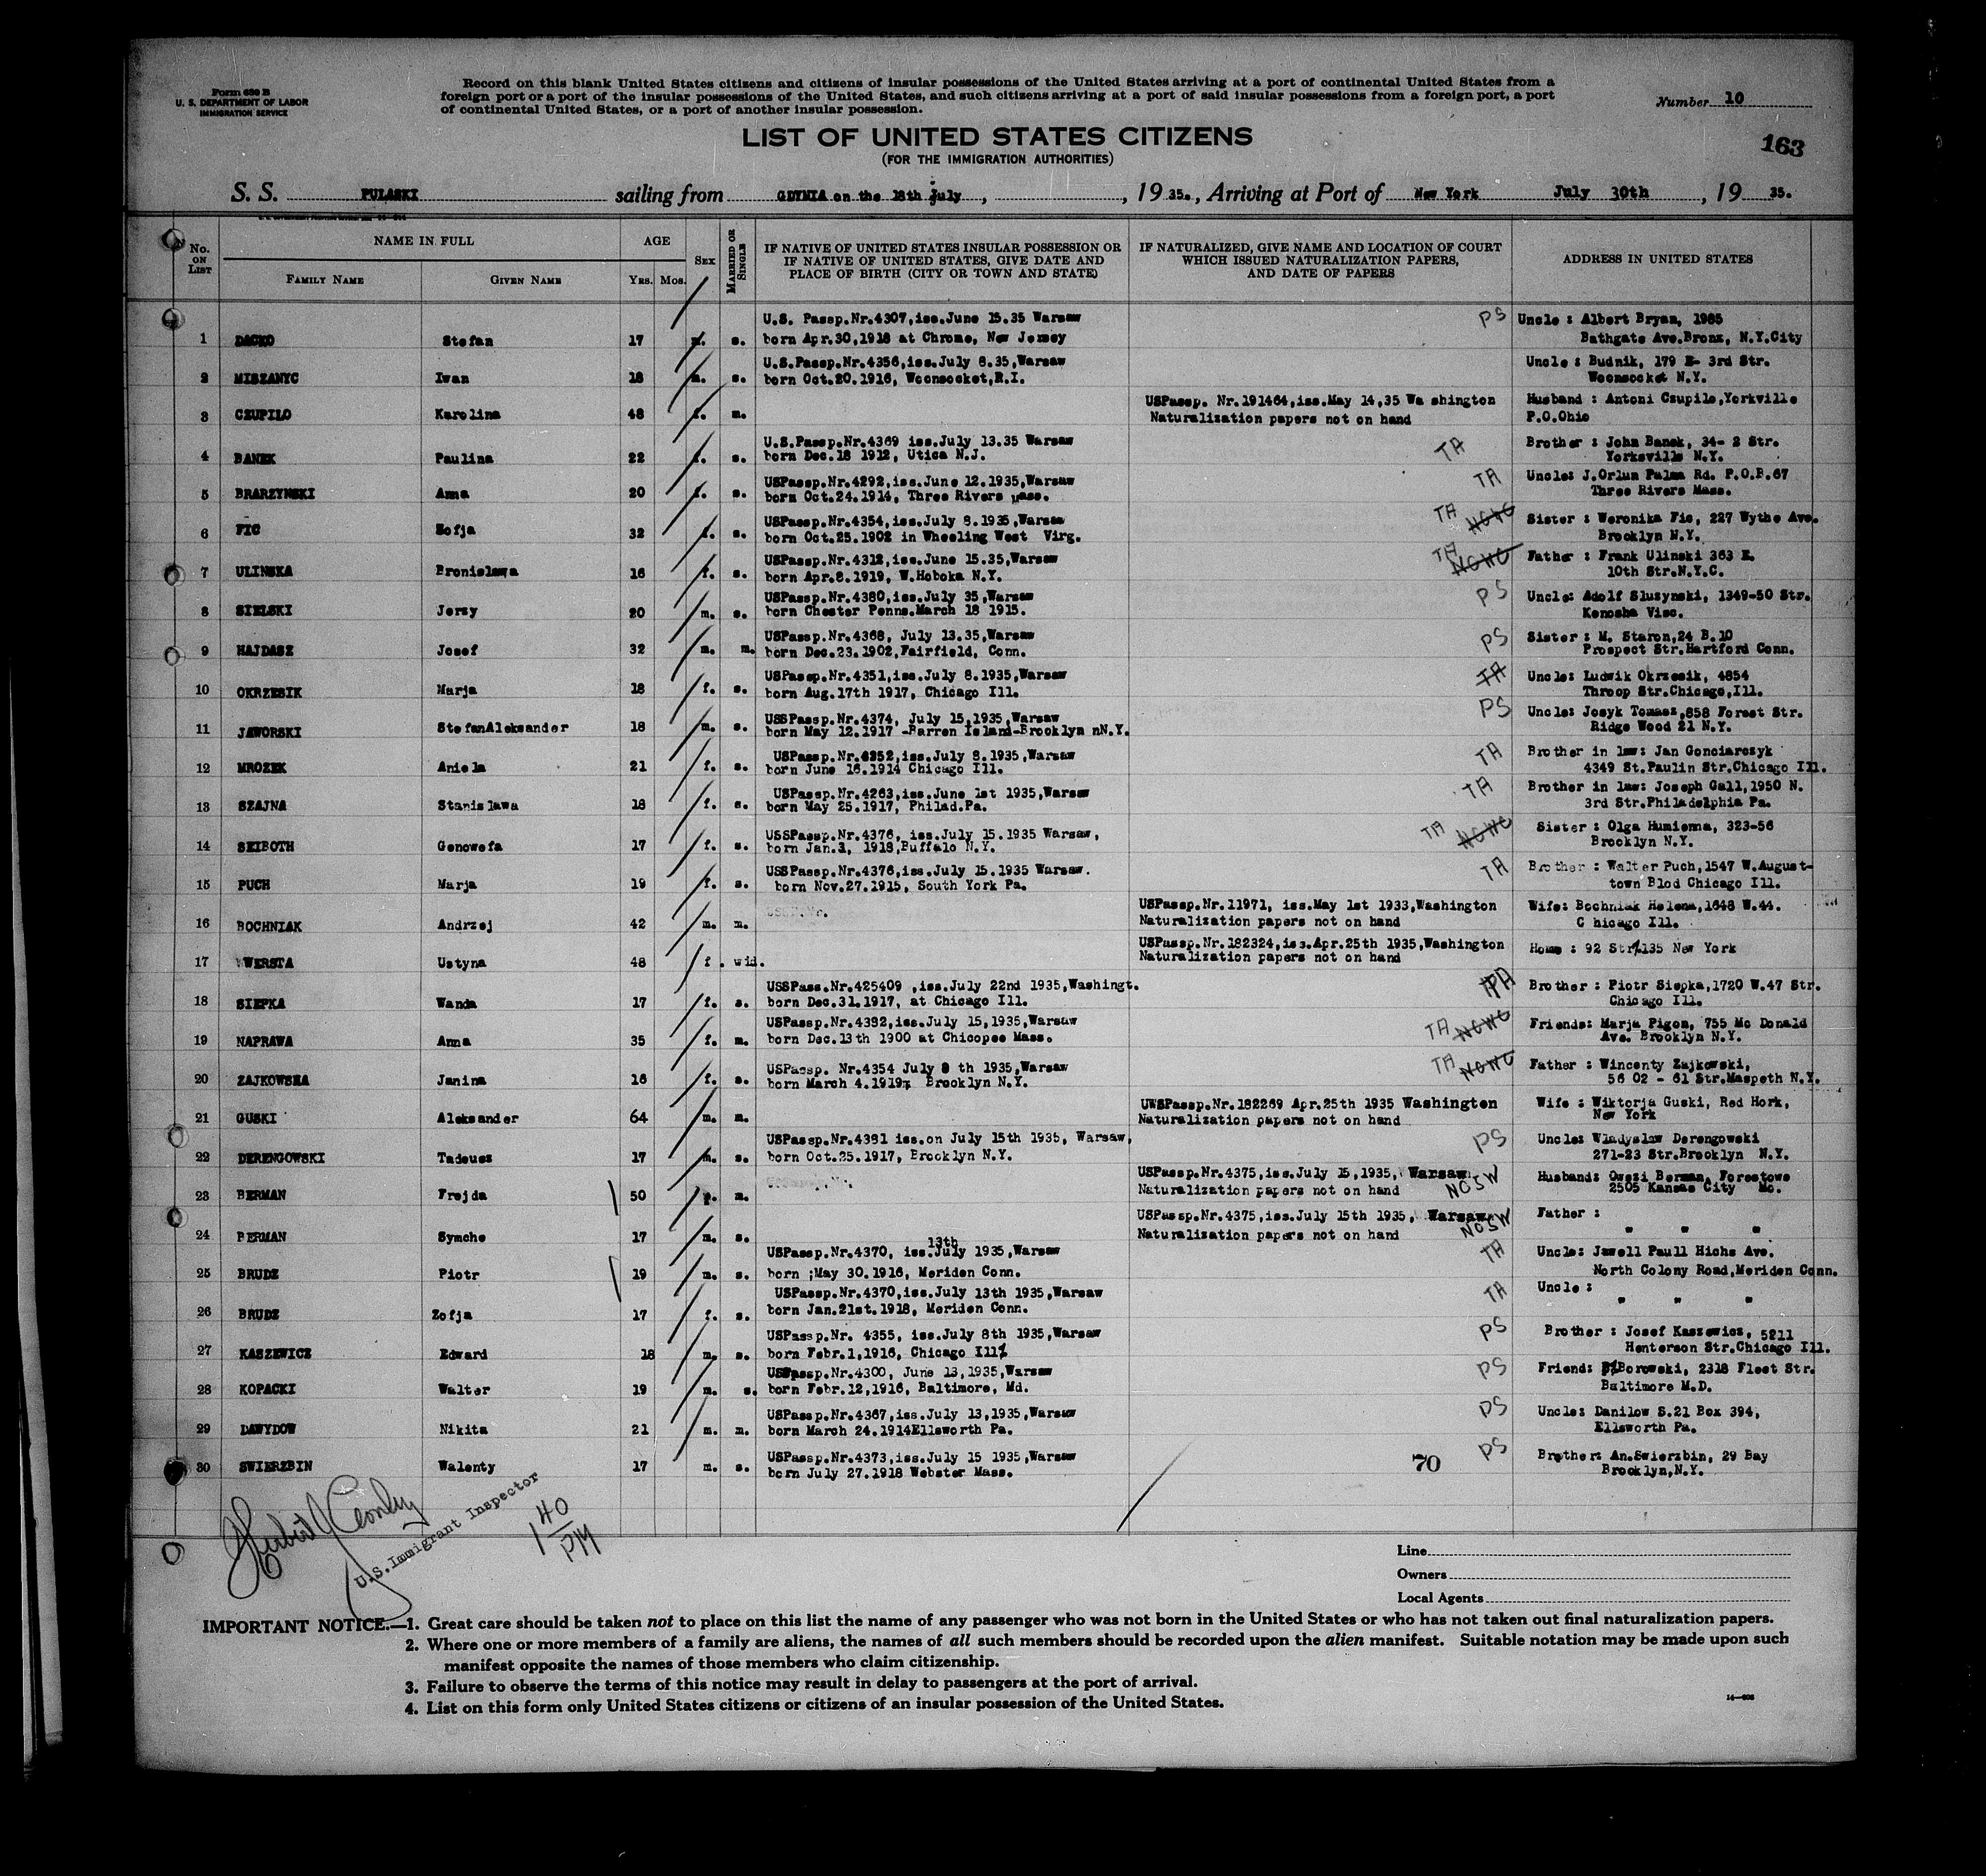 Form 630 B
U. S. DEPARTMENT OF LABOR
IMMIGRATION SERVICE
Record on this blank United States citizens and citizens of insular possessions of the United States arriving at a port of continental United States from a
foreign port or a port of the insular possessions of the United States, and such citizens arriving at a port of said insular possessions from a foreign port, a port
of continental United States, or a port of another insular possession.
Number 10
163
LIST OF UNITED STATES CITIZENS
(FOR THE IMMIGRATION AUTHORITIES)
S. S. PULASKI sailing from GDYNIA on the 18th July, , 19 35. , Arriving at Port of New York July 30th , 19 35.
No. ON LIST
NAME IN FULL
FAMILY NAME
GIVEN NAME
AGE
YRS. MOS.
SEX
MARRIED OR SINGLE
IF NATIVE OF UNITED STATES INSULAR POSSESSION OR
IF NATIVE OF UNITED STATES, GIVE DATE AND
PLACE OF BIRTH (CITY OR TOWN AND STATE)
IF NATURALIZED, GIVE NAME AND LOCATION OF COURT
WHICH ISSUED NATURALIZATION PAPERS,
AND DATE OF PAPERS
ADDRESS IN UNITED STATES
U.S. Passp.Nr.4307,iss.June 15.35 Warsaw PS Uncle : Albert Bryan, 1985
1 DACKO Stefan 17 m. s. born Apr.30,1918 at Chrome, New Jersey Bathgate Ave.Bronx, N.Y.City
U.S.Passp.Nr.4356,iss.July 8.35,Warsaw Uncle : Budnik, 179 E- 3rd Str.
2 MISZANYC Iwan 18 m. s. born Oct.20.1916, Woonsocket,R.I. Woonsocket N.Y.
USPassp. Nr.191464,iss.May 14,35 Wa shington Husband : Antoni Czupilo,Yorkville
3 CZUPILO Karolina 48 f. m. Naturalization papers not on hand P.O.Ohio
U.S.Passp.Nr.4369 iss.July 13.35 Warsaw TA Brother : John Banek, 34- 2 Str.
4 BANEK Paulina 22 f. s. born Dec.18 1912, Utica N.J. Yorksville N.Y.
USPassp.Nr.4292,iss.June 12.1935,Warsaw TA Uncle: J.Orlun Palma Rd. P.O.B.67
5 BRARZYNSKI Anna 20 f. s. born Oct.24.1914, Three Rivers mass. Three Rivers Mass.
USPassp.Nr.4354,iss.July 8.1935,Warsaw TA NCWC Sister : Weronika Fic, 227 Wythe Ave.
6 FIC Zofja 32 f. s. born Oct.25.1902 in Wheeling West Virg. Brooklyn N.Y.
USPassp.Nr.4312,iss.June 15.35,Warsaw TA NCWC Father : Frank Ulinski 363 E.
7 ULINSKA Bronislawa 16 f. s. born Apr.8.1919, W.Hoboka N.Y. 10th Str.N.Y.C.
USPassp.Nr.4380,iss.July 35,Warsaw PS Uncle: Adolf Sluzynski, 1349-50 Str.
8 SIELSKI Jerzy 20 m. s. born Chester Penns.March 18 1915. Kenosha Visc.
USPassp.Nr.4368, July 13.35,Warsaw PS Sister : M. Staron,24 B.10
9 HAJDASZ Josef 32 m. m. born Dec.23.1902,Fairfield, Conn. Prospect Str.Hartford Conn.
USPassp.Nr.4351,iss.July 8.1935,Warsaw TA Uncle: Ludwik Okrzesik, 4854
10 OKRZESIK Marja 18 f. s. born Aug.17th 1917, Chicago Ill. Throop Str.Chicago,Ill.
USSPassp.Nr.4374, July 15,1935,Warsaw PS Uncle: Josyk Tomasz,858 Forest Str.
11 JAWORSKI StefanAleksander 18 m. s. born May 12.1917 -Barren Island-Brooklyn nN.Y. Ridge Wood 21 N.Y.
USPassp.Nr.4352,iss.July 8.1935,Warsaw TA Brother in law: Jan Gonciarczyk
12 MROZEK Aniela 21 f. s. born June 16.1914 Chicago Ill. 4349 St.Paulin Str.Chicago Ill.
USPassp.Nr.4263,iss.June 1st 1935,Warsaw TA Brother in law: Joseph Gall,1950 N.
13 SZAJNA Stanislawa 18 f. s. born May 25.1917, Philad.Pa. 3rd Str.Philadelphia Pa.
USSPassp.Nr.4376, iss.July 15.1935 Warsaw, TA NCWC Sister : Olga Humienna, 323-56
14 SEIBOTH Genowefa 17 f. s. born Jan.3, 1918,Buffalo N.Y. Brooklyn N.Y.
USSPassp.Nr.4376,iss.July 15.1935 Warsaw. TA Brother : Walter Puch,1547 W.August-
15 PUCH Marja 19 f. s. born Nov.27.1915, South York Pa. town Blod Chicago Ill.
USPassp.Nr.11971, iss.May 1st 1933,Washington Wife: Bochniak Helena,1648 W.44.
16 BOCHNIAK Andrzej 42 m. m. Naturalization papers not on hand C hicago Ill.
USPassp.Nr.182324,iss.Apr.25th 1935,Washington Home : 92 Str.135 New York
17 WERSTA Ustyna 48 f. wid. Naturalization papers not on hand
USSPass.Nr.425409 ,iss.July 22nd 1935,Washingt. TA Brother : Piotr Siepka,1720 W.47 Str.
18 SIEPKA Wanda 17 f. s. born Dec.31.1917, at Chicago Ill. Chicago Ill.
USPassp.Nr.4392,iss.July 15,1935,Warsaw TA NCWC Friends: Marja Pigon, 755 Mc Donald
19 NAPRAWA Anna 35 f. m. born Dec.13th 1900 at Chicopee Mass. Ave. Brooklyn N.Y.
USPassp. Nr.4354 July 8 th 1935,Warsaw TA NCWC Father : Wincenty Zajkowski,
20 ZAJKOWSKA Janina 16 f. s. born March 4.1919, Brooklyn N.Y. 56 02 - 61 Str.Maspeth N.Y.
UWSPassp.Nr.182269 Apr.25th 1935 Washington Wife : Wiktorja Guski, Red Hork,
21 GUSKI Aleksander 64 m. m. Naturalization papers not on hand New York
USPassp.Nr.4381 iss.on July 15th 1935, Warsaw, PS Uncle: Wladyslaw Derengowski
22 DERENGOWSKI Tadeusz 17 m. s. born Oct.25.1917, Brooklyn N.Y. 271-23 Str.Brooklyn N.Y.
USPassp.Nr.4375,iss.July 15,1935, Warsaw NCJW Husband: Owszi Berman, Forestowe
23 BERMAN Frejda 50 f. m. Naturalization papers not on hand 2505 Kansas City Mo.
USPassp.Nr.4375,iss.July 15th 1935, Warsaw NCJW Father :
24 BERMAN Symche 17 m. s. Naturalization papers not on hand " " "
13th
USPassp.Nr.4370, iss.July 1935,Warsaw TA Uncle: Jewell Paull Hichs Ave.
25 BRUDZ Piotr 19 m. s. born ;May 30.1916, Meriden Conn. North Colony Road,Meriden Conn.
USPassp.Nr.4370,iss.July 13th 1935,Warsaw TA Uncle :
26 BRUDZ Zofja 17 f. s. born Jan.21st.1918, Meriden Conn. " " "
USPassp.Nr. 4355, iss.July 8th 1935,Warsaw PS Brother : Josef Kaszewicz, 5211
27 KASZEWICZ Edward 18 m. s. born Febr.1,1916, Chicago Ill. Henterson Str.Chicago Ill.
USPassp.Nr.4300, June 13,1935,Warsaw PS Friend: Borowski, 2318 Fleet Str.
28 KOPACKI Walter 19 m. s. born Febr.12,1916, Baltimore, Md. Baltimore M.D.
USPassp.Nr.4367,iss.July 13,1935,Warsaw PS Uncle: Danilow S.21 Box 394,
29 DAWYDOW Nikita 21 m. m. born March 24.1914Ellsworth Pa. Ellsworth Pa.
USPassp.Nr.4373,iss.July 15 1935,Warsaw PS Brother: An.Swierzbin, 29 Bay
30 SWIERZBIN Walenty 17 m. s. born July 27.1918 Webster Mass. 70 Brooklyn,N.Y.
U.S.Immigrant Inspector
1 40
PM
Line
Owners
Local Agents
IMPORTANT NOTICE.—1. Great care should be taken not to place on this list the name of any passenger who was not born in the United States or who has not taken out final naturalization papers.
2. Where one or more members of a family are aliens, the names of all such members should be recorded upon the alien manifest. Suitable notation may be made upon such
manifest opposite the names of those members who claim citizenship.
3. Failure to observe the terms of this notice may result in delay to passengers at the port of arrival.
4. List on this form only United States citizens or citizens of an insular possession of the United States.